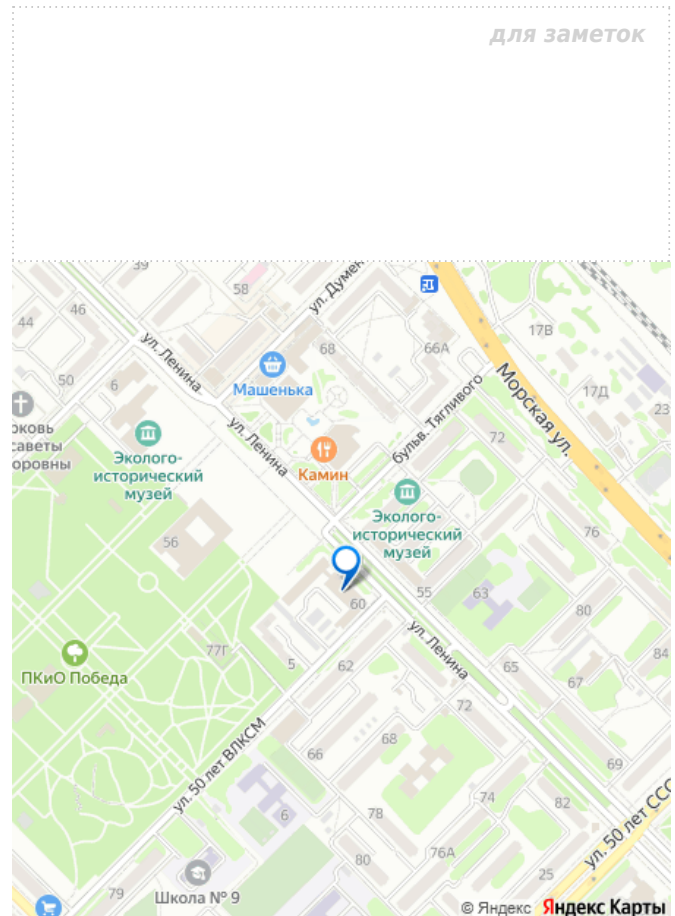 для заметок
39
58
ул. Думен
46
44
68
66А
17В
ул. Ленина
Машенька
Морская ул.
50
6
17Д
бульв. Тягливого
23
рковь
саветы
оровны
ул. Ленина
72
Эколого-
исторический
музей
Камин
Эколого-
исторический
музей
76
56
55
63
60
80
ул. Ленина
77Г
84
5
62
65
67
ПКиО Победа
72
68
66
69
ул. 50 лет ВЛКСМ
74
82
6
78
ул. 50 лет ССС
76А
80
25
79
Школа № 9
© Яндекс Яндекс Карты